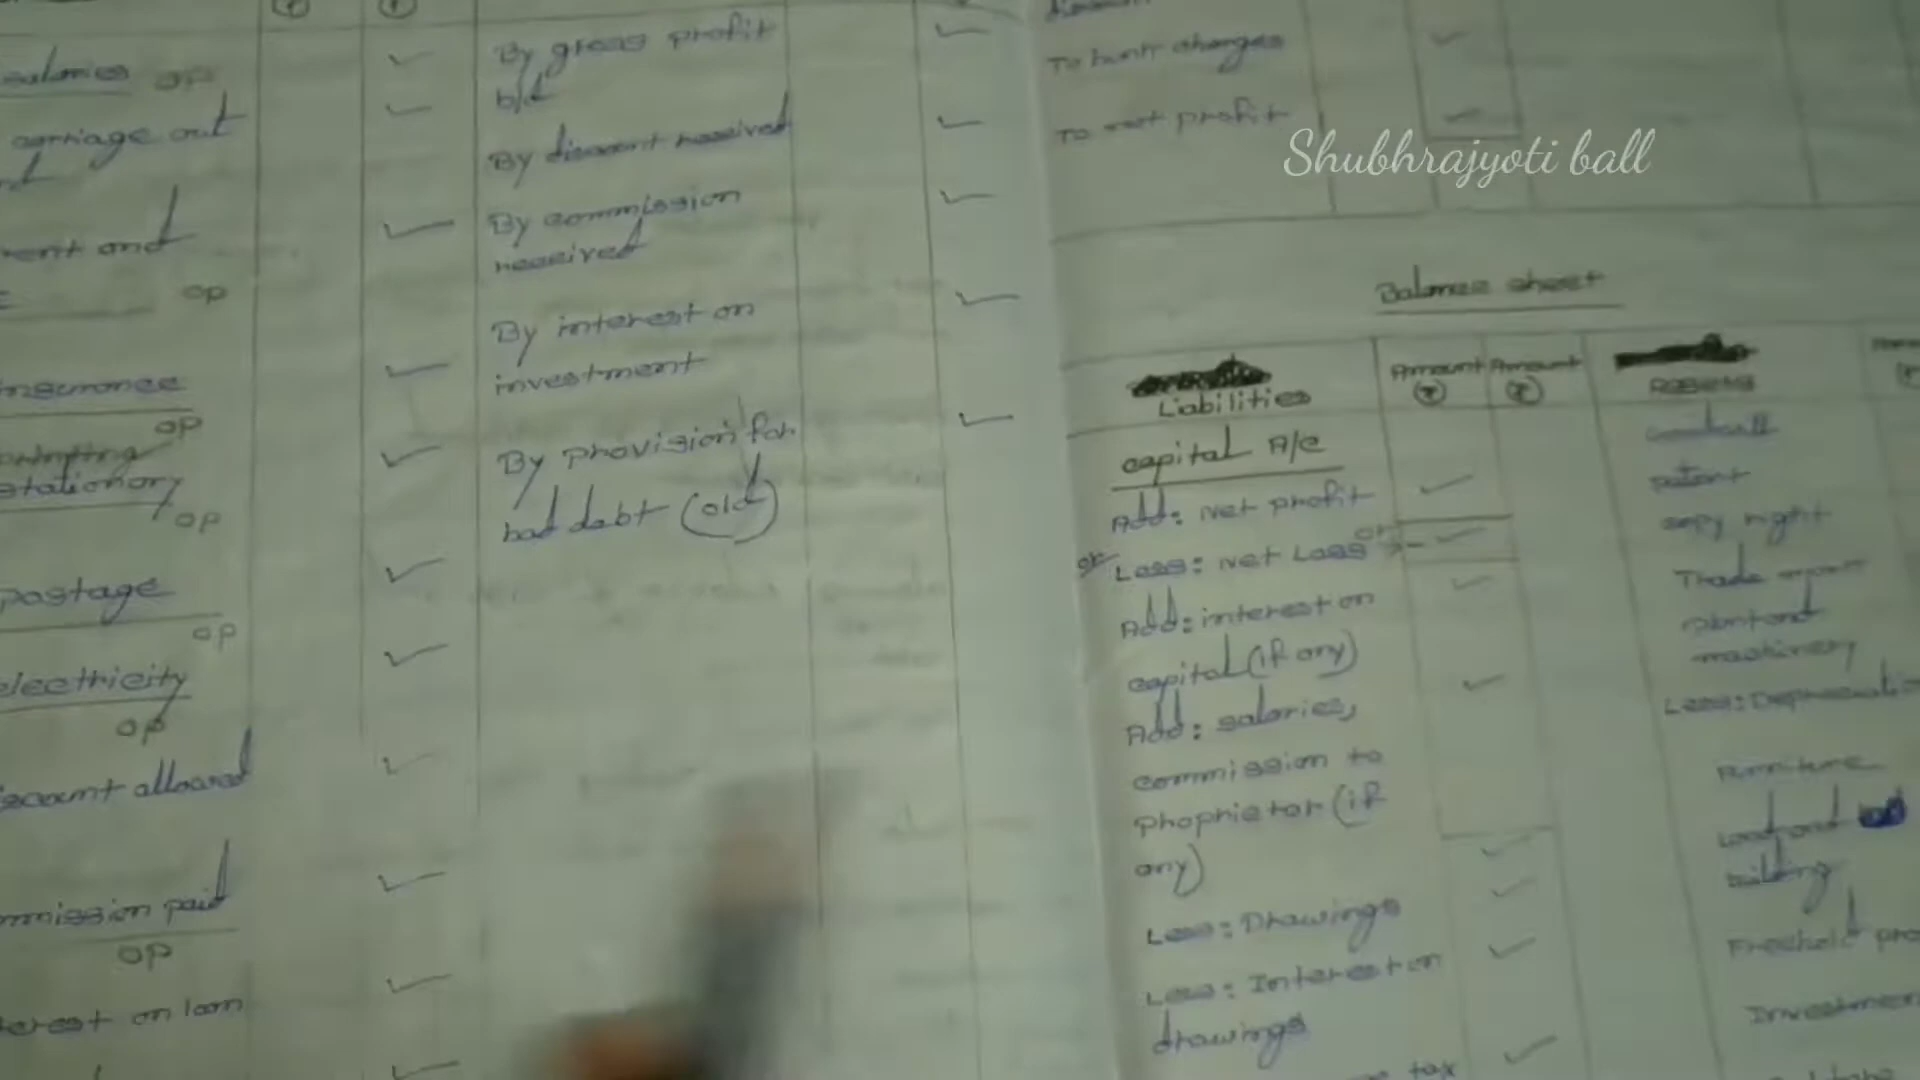 salaries op
carriage out
rent and
op
insurance
op
printing
stationary
op
postage
op
electricity
op
discount allowed
commission paid
op
interest on loan
By gross profit
b/d
By discount received
By commission
received
By interest on
investment
By provision for
bad debt (old)
To bank charges
To net profit
Shubhrajyoti ball
Balance sheet
Liabilities
Amount
Amount
(₹)
(₹)
Assets
capital A/c
Add: Net profit
or Less: Net Loss or
Add: interest on
capital (if any)
Add: salaries,
commission to
Proprietor (if
any)
Less: Drawings
Less: Interest on
drawings
tax
patent
copy right
Trade
plant and
machinery
Less: Depreciation
Furniture
Land and
building
Freehold pro
Investmen